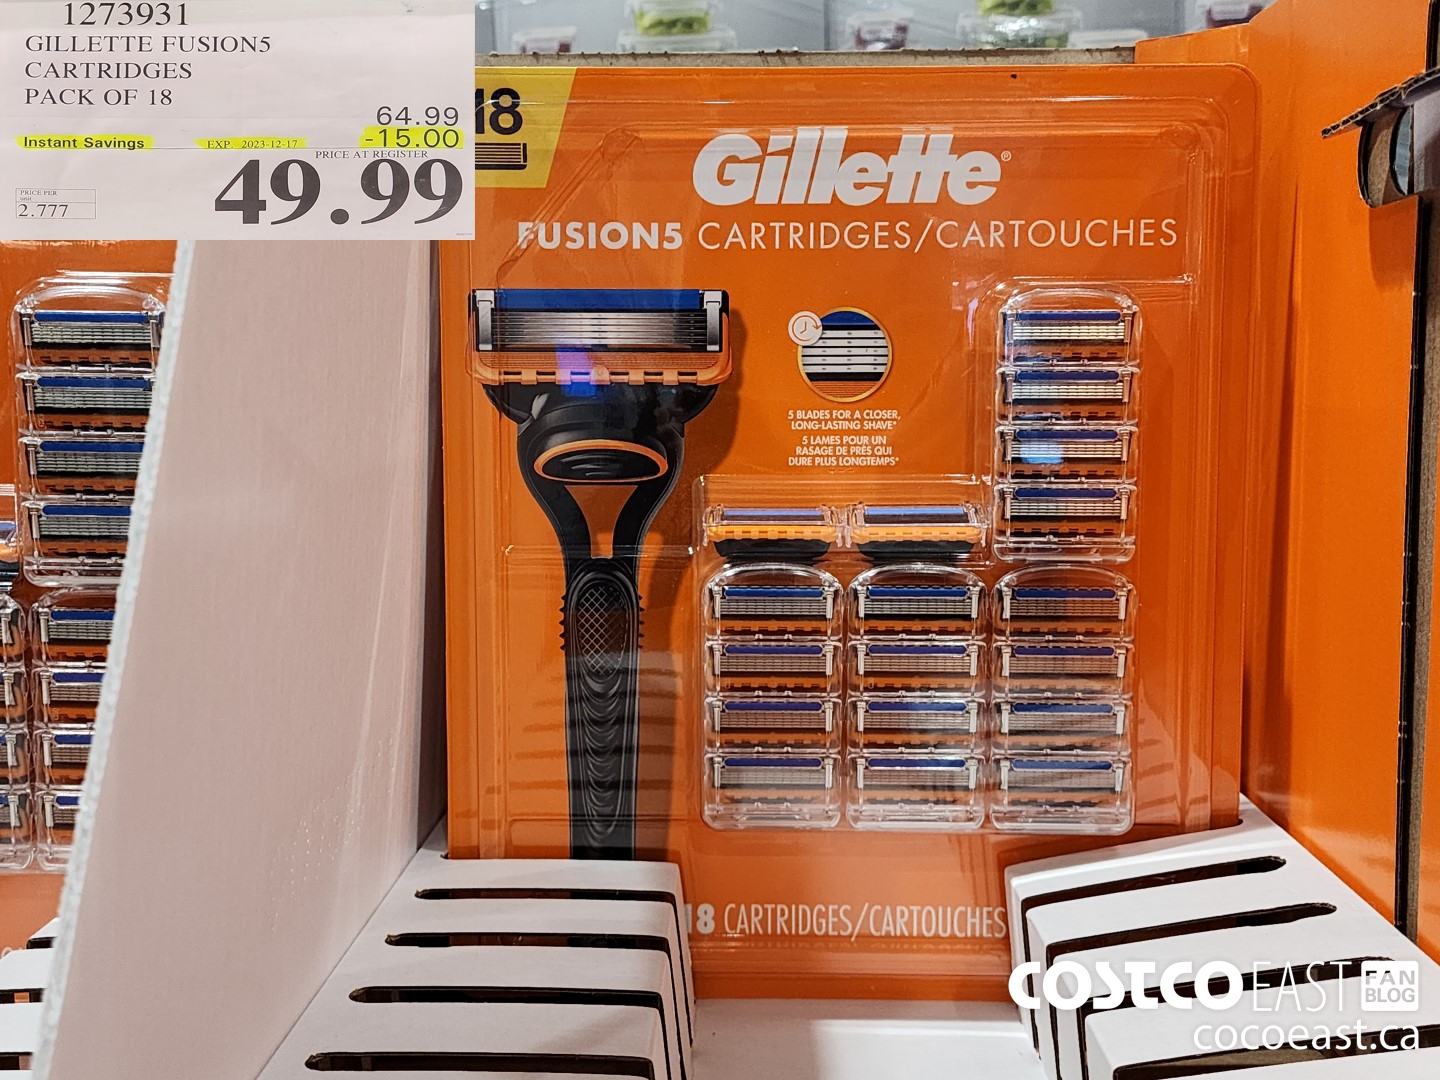 1273931
GILLETTE FUSION5
CARTRIDGES
PACK OF 18
64.99
Instant Savings EXP. 2023-12-17 -15.00
PRICE AT REGISTER
49.99
PRICE PER
unit
2.777
18
Gillette®
FUSION5 CARTRIDGES/CARTOUCHES
5 BLADES FOR A CLOSER,
LONG-LASTING SHAVE*
5 LAMES POUR UN
RASAGE DE PRÈS QUI
DURE PLUS LONGTEMPS*
18 CARTRIDGES/CARTOUCHES
COSTCO EAST FAN
BLOG
cocoeast.ca